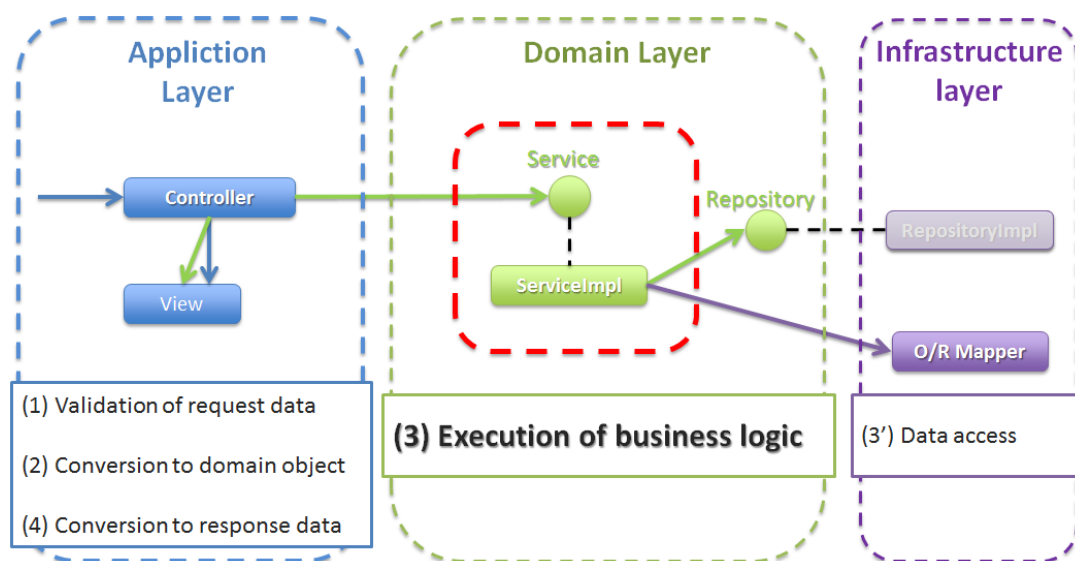 Appliction
Layer
Domain Layer
Infrastructure
layer
Service
Controller
Repository
RepositoryImpl
ServiceImpl
View
O/R Mapper
(1) Validation of request data
(2) Conversion to domain object
(4) Conversion to response data
(3) Execution of business logic
(3') Data access